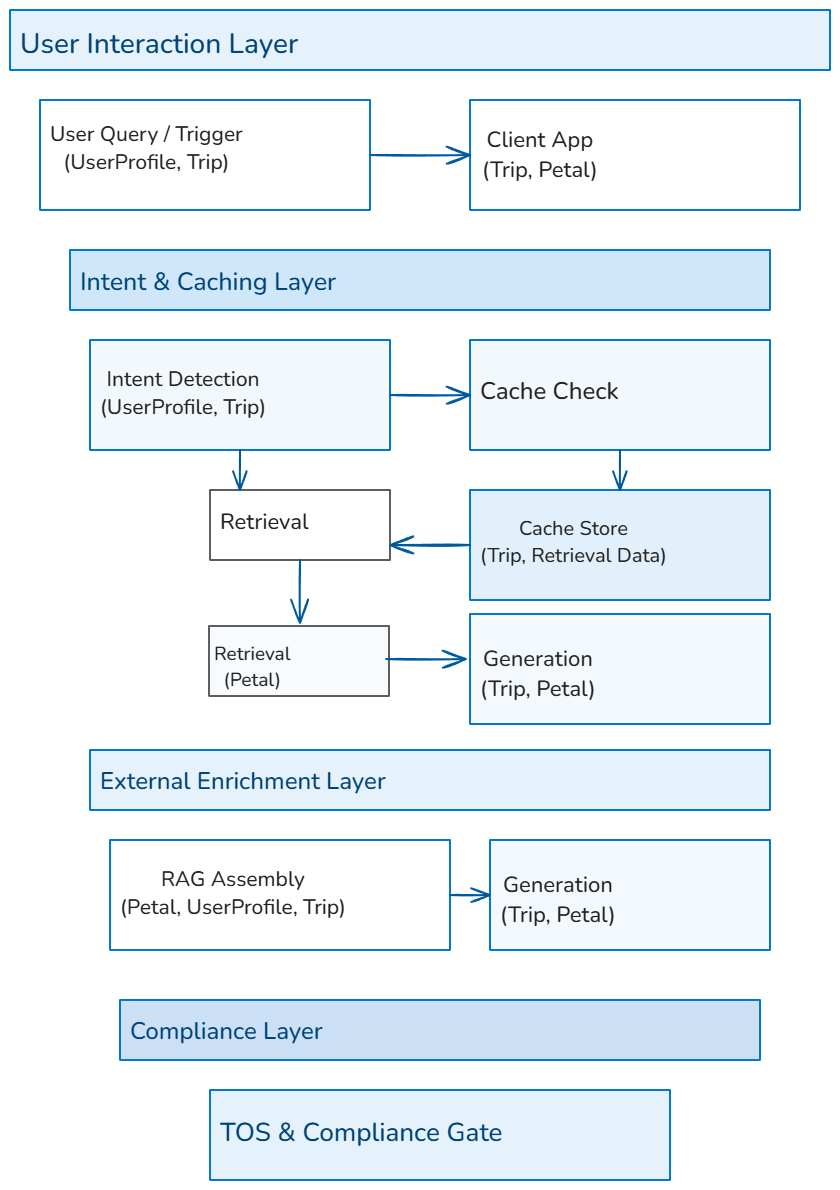 User Interaction Layer
User Query / Trigger
(UserProfile, Trip)
Client App
(Trip, Petal)
Intent & Caching Layer
Intent Detection
(UserProfile, Trip)
Cache Check
Retrieval
Cache Store
(Trip, Retrieval Data)
Retrieval
(Petal)
Generation
(Trip, Petal)
External Enrichment Layer
RAG Assembly
(Petal, UserProfile, Trip)
Generation
(Trip, Petal)
Compliance Layer
TOS & Compliance Gate